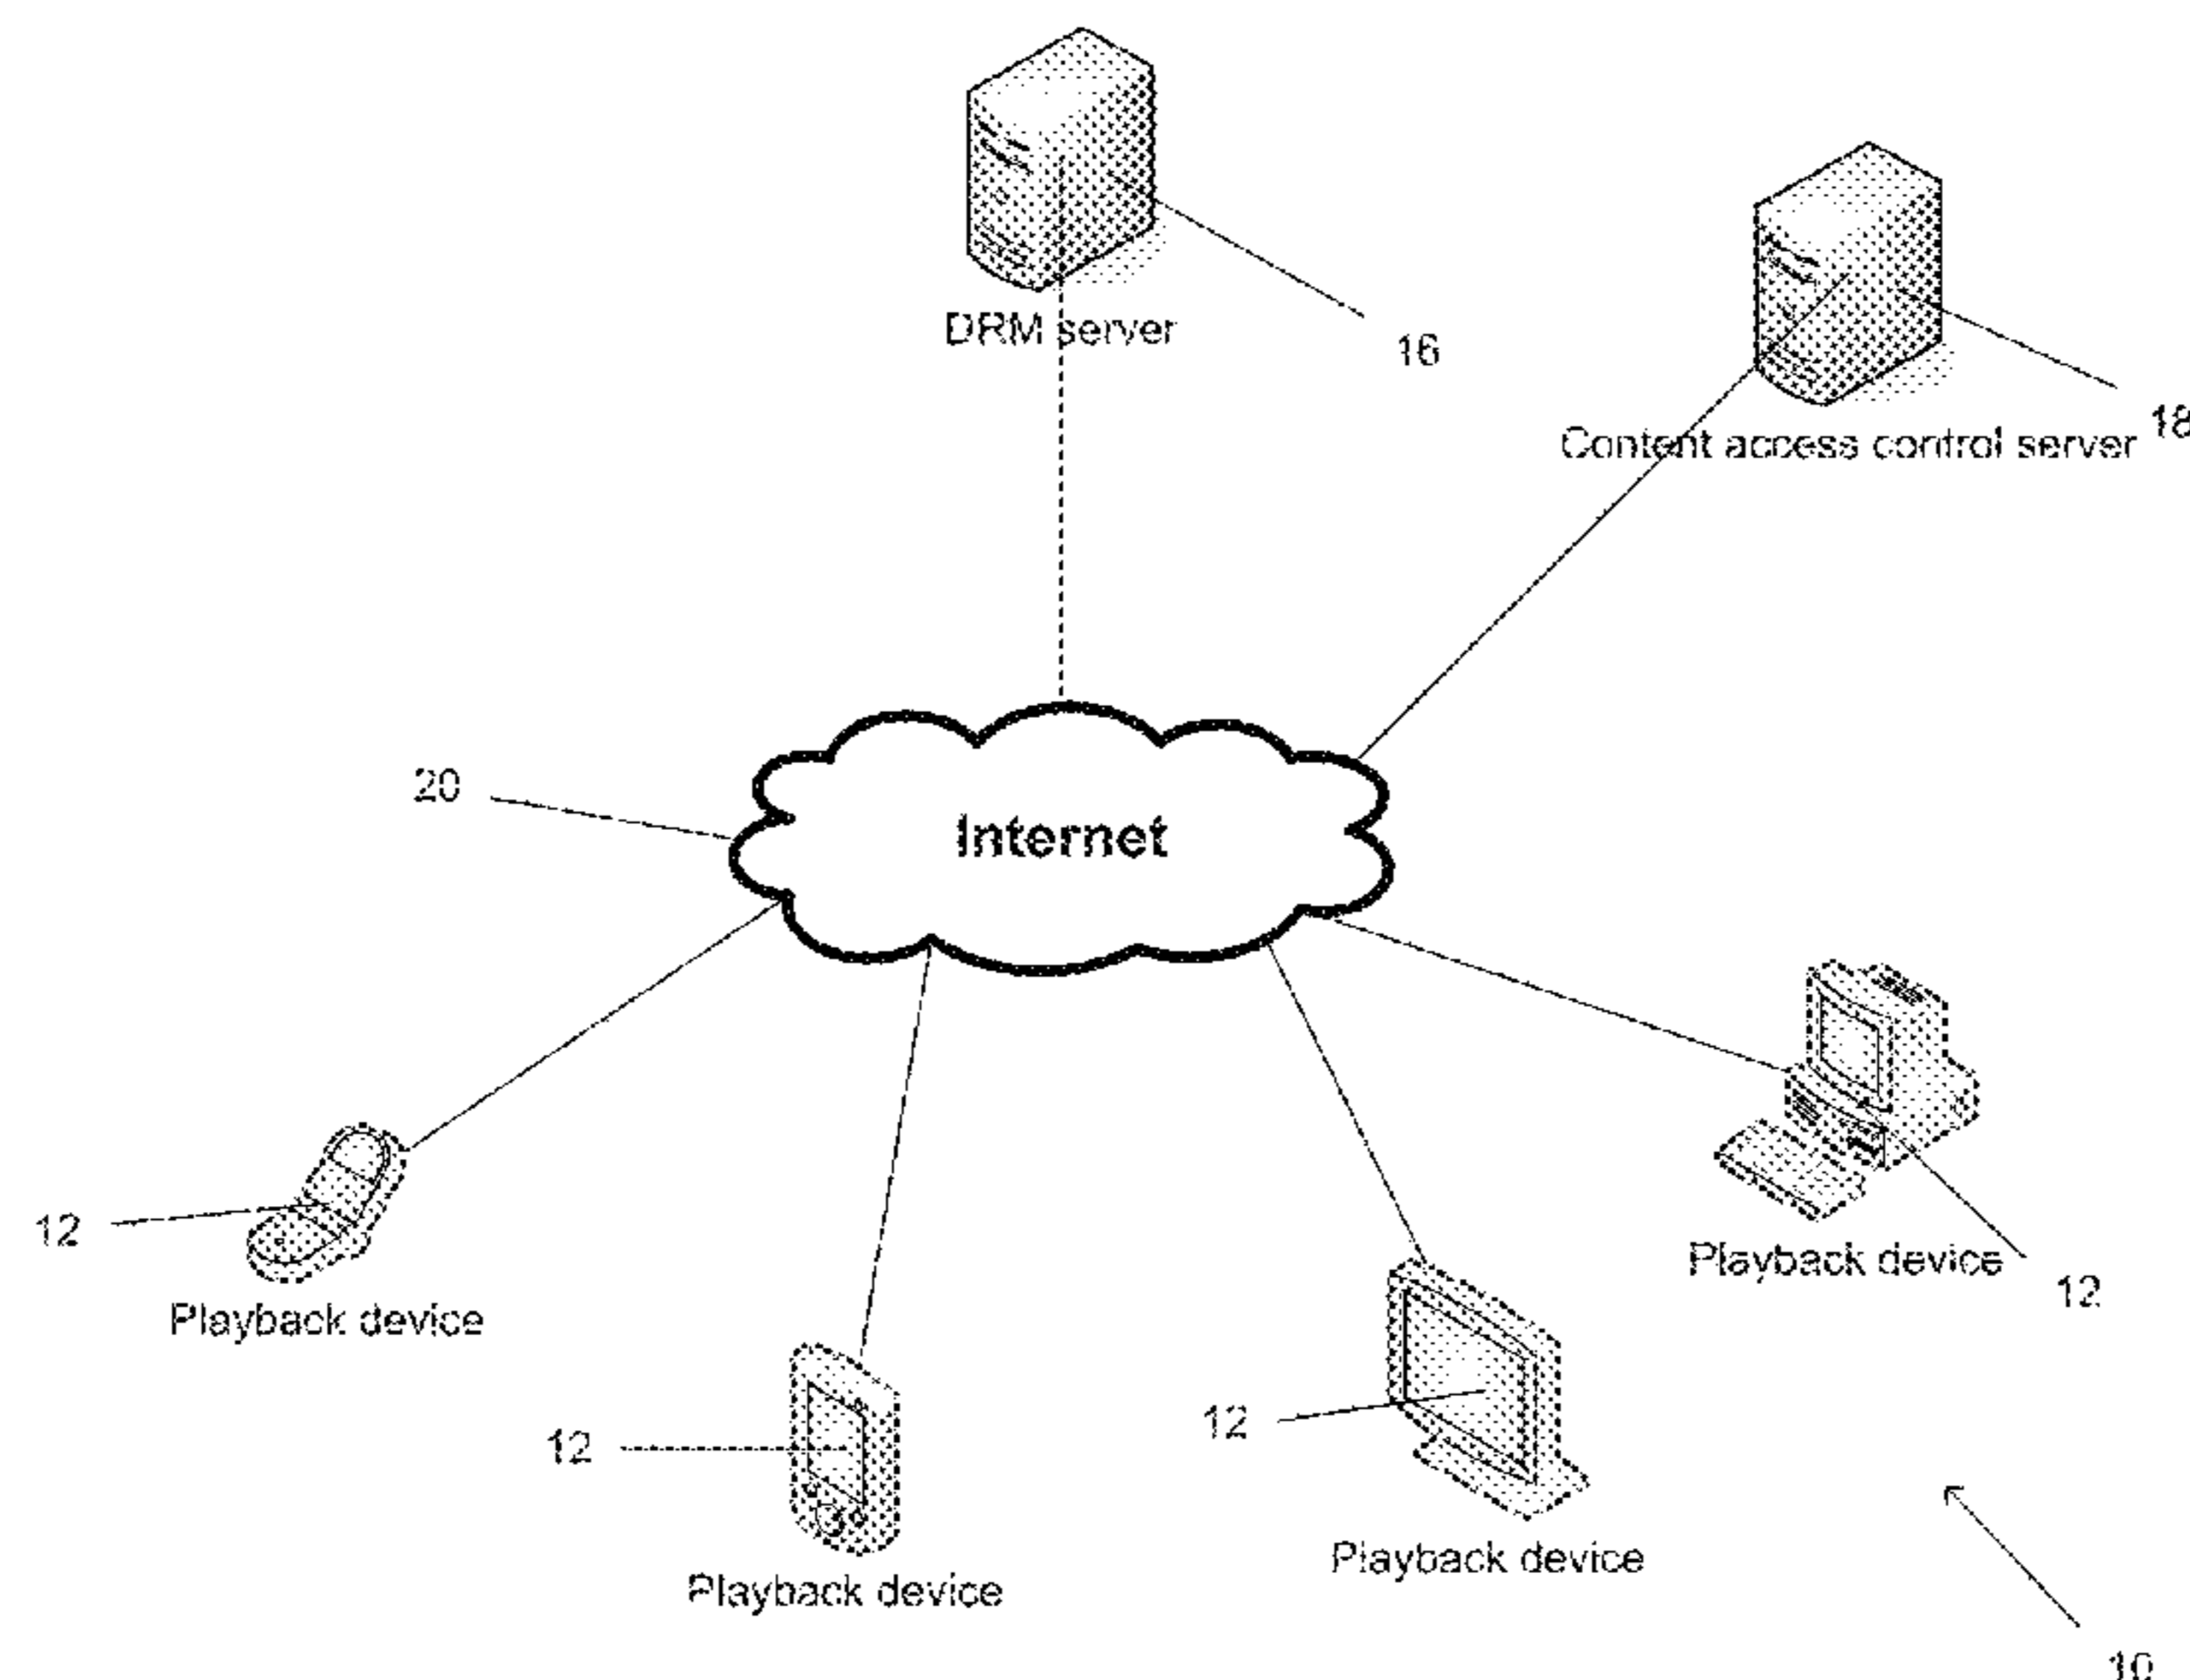 DRM server
16
Content access control server
18
20
Internet
12
Playback device
12
Playback device
12
Playback device
Playback device
12
10